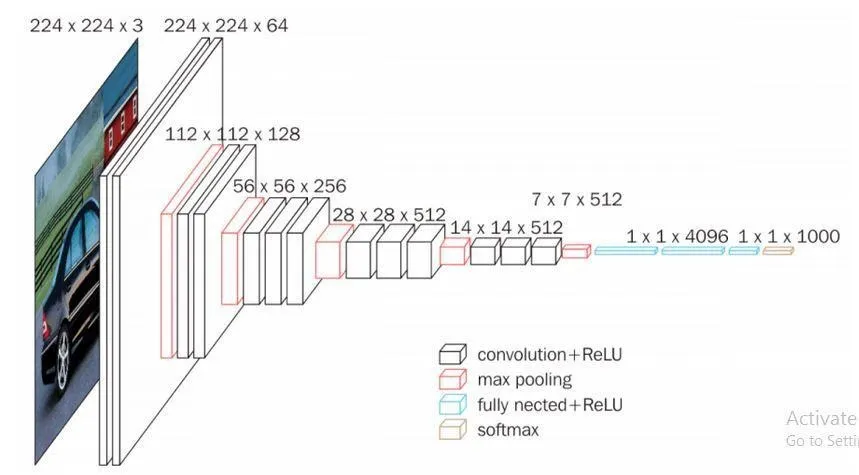 224 x 224 x 3
224 x 224 x 64
112 x 112 x 128
56 x 56 x 256
28 x 28 x 512
14 x 14 x 512
7 x 7 x 512
1 x 1 x 4096
1 x 1 x 1000
convolution+ReLU
max pooling
fully nected+ReLU
softmax
Activate
Go to Setti